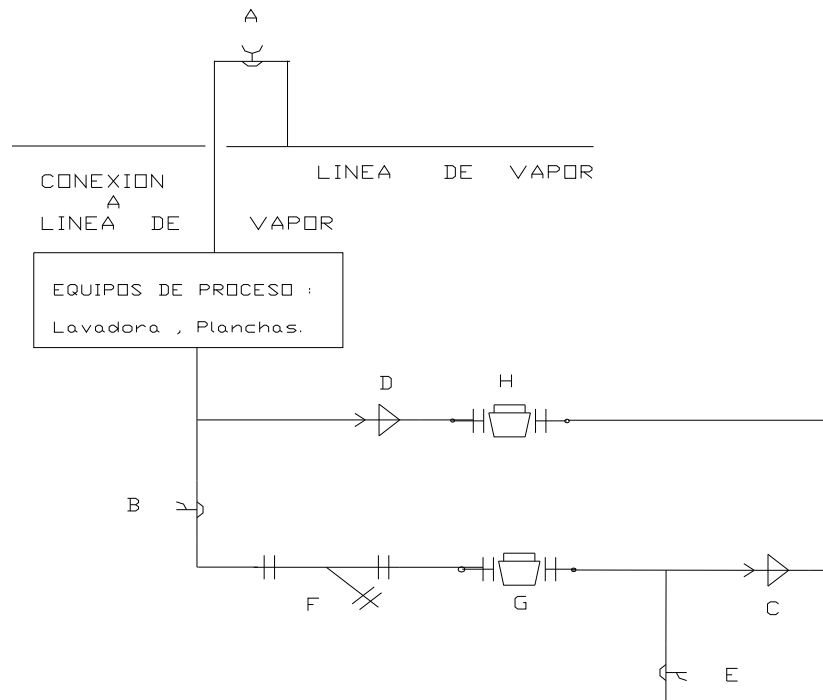 A
LINEA DE VAPOR
CONEXION
A
LINEA DE VAPOR
EQUIPOS DE PROCESO :
Lavadora , Planchas.
D
H
B
F
G
C
E